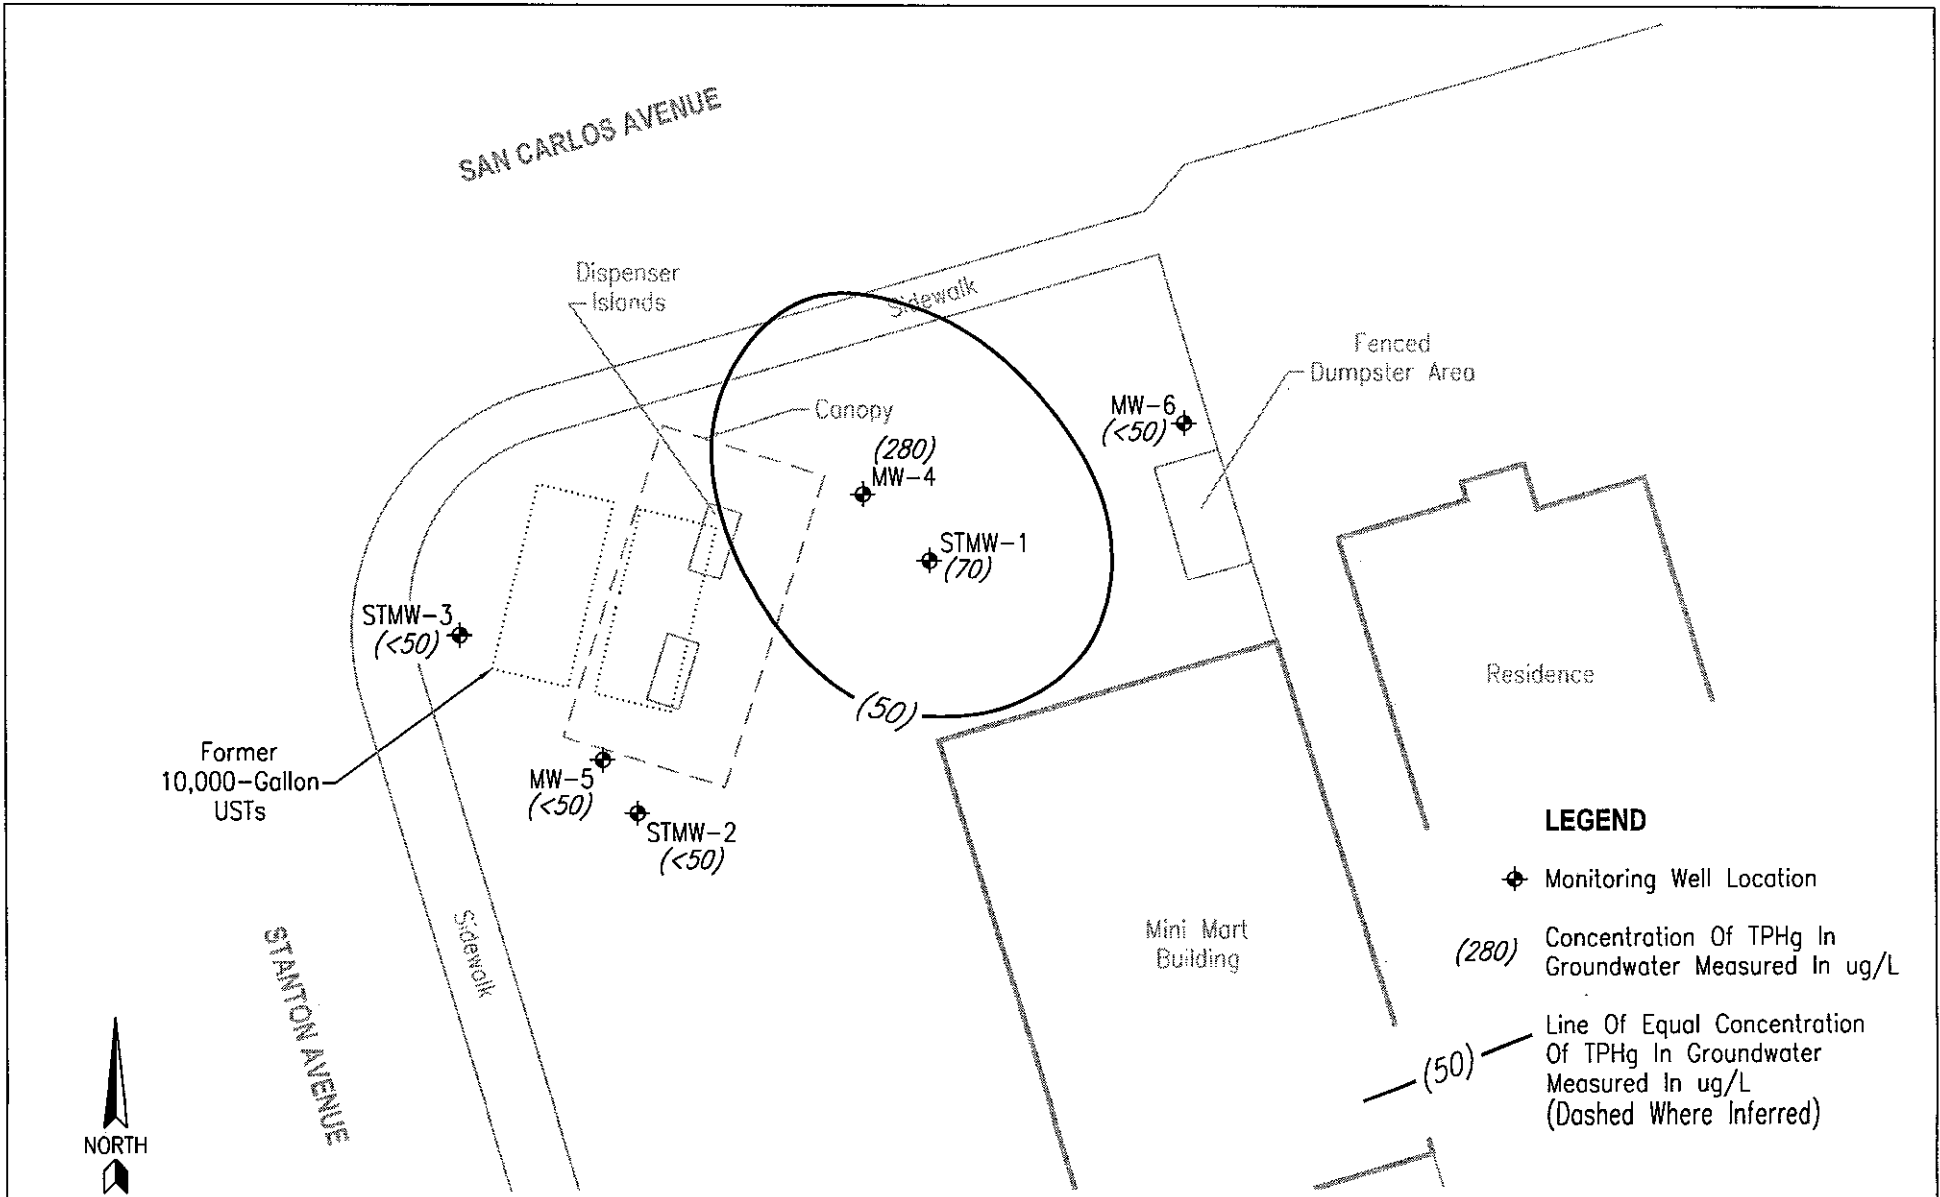 SAN CARLOS AVENUE
Dispenser
Islands
Sidewalk
Fenced
Dumpster Area
Canopy
MW-6
(<50)
(280)
MW-4
STMW-1
(70)
STMW-3
(<50)
Residence
(50)
Former
10,000-Gallon
USTs
MW-5
(<50)
STMW-2
(<50)
LEGEND
Monitoring Well Location
(280)
Concentration Of TPHg In
Groundwater Measured In ug/L
Mini Mart
Building
Sidewalk
STANTON AVENUE
(50)
Line Of Equal Concentration
Of TPHg In Groundwater
Measured In ug/L
(Dashed Where Inferred)
NORTH